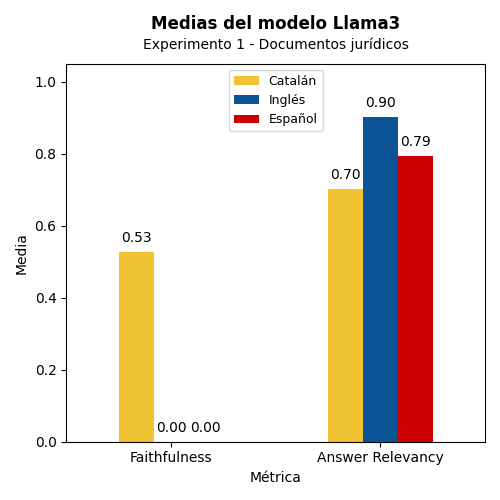 Medias del modelo Llama3
Experimento 1 - Documentos jurídicos
Catalán
Inglés
Español
1.0
0.8
0.6
0.4
0.2
0.0
Media
0.53
0.00
0.00
0.70
0.90
0.79
Faithfulness
Answer Relevancy
Métrica